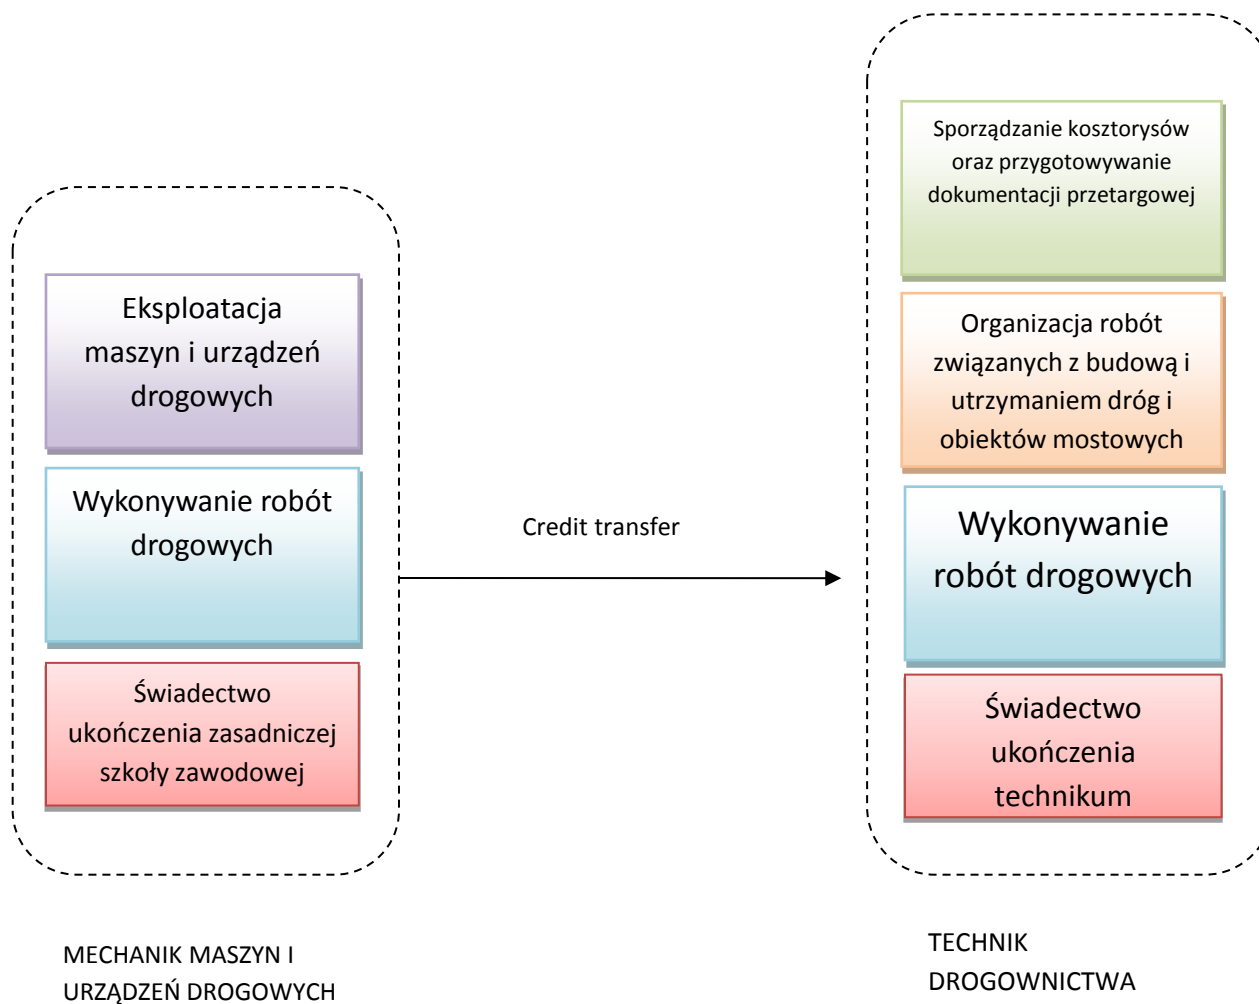 Eksploatacja
maszyn i urządzeń
drogowych
Wykonywanie robót
drogowych
Świadectwo
ukończenia zasadniczej
szkoły zawodowej
MECHANIK MASZYN I
URZĄDZEŃ DROGOWYCH
Credit transfer
Sporządzanie kosztorysów
oraz przygotowywanie
dokumentacji przetargowej
Organizacja robót
związanych z budową i
utrzymaniem dróg i
obiektów mostowych
Wykonywanie
robót drogowych
Świadectwo
ukończenia
technikum
TECHNIK
DROGOWNICTWA